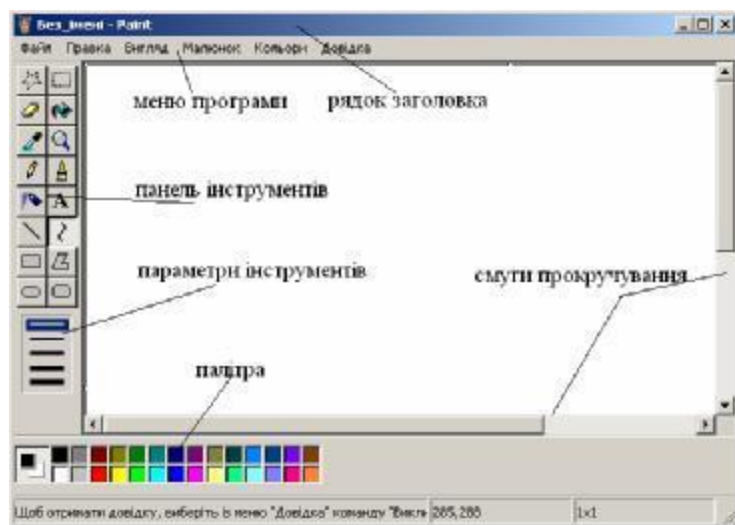 Без_імені - Paint
Файл Правка Вигляд Малюнок Кольори Довідка
меню програми рядок заголовка
A
панель інструментів
параметри інструментів
смуги прокручування
палітра
Щоб отримати довідку, виберіть із меню "Довідка" команду "Викли 285,288 1x1